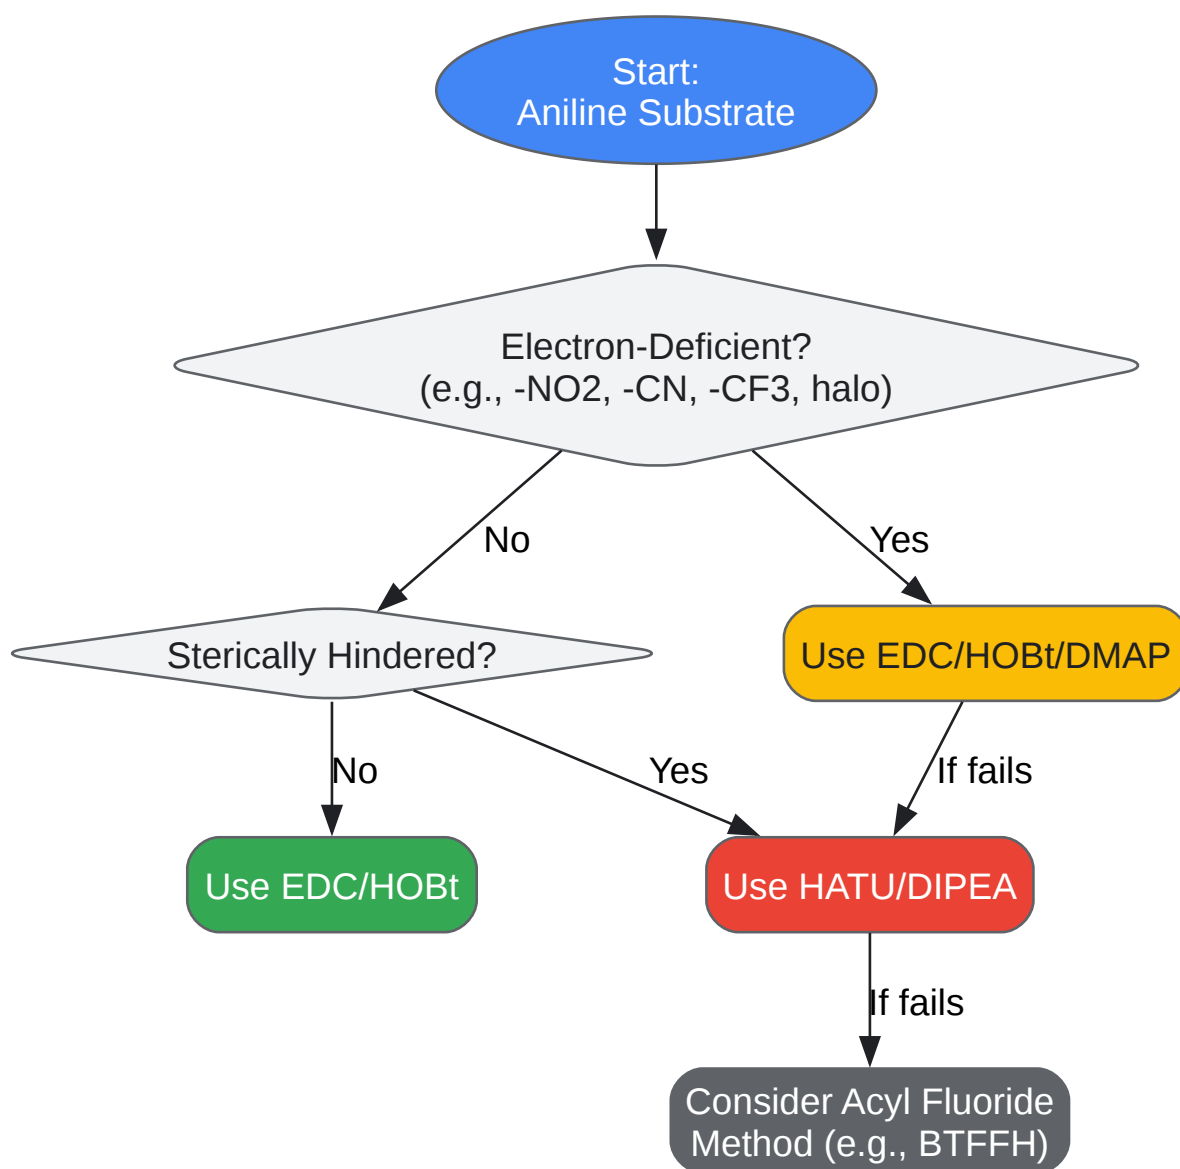 Start:
Aniline Substrate
Electron-Deficient?
(e.g., -NO2, -CN, -CF3, halo)
No
Yes
Sterically Hindered?
Use EDC/HOBt/DMAP
No
Yes
If fails
Use EDC/HOBt
Use HATU/DIPEA
If fails
Consider Acyl Fluoride
Method (e.g., BTFFH)